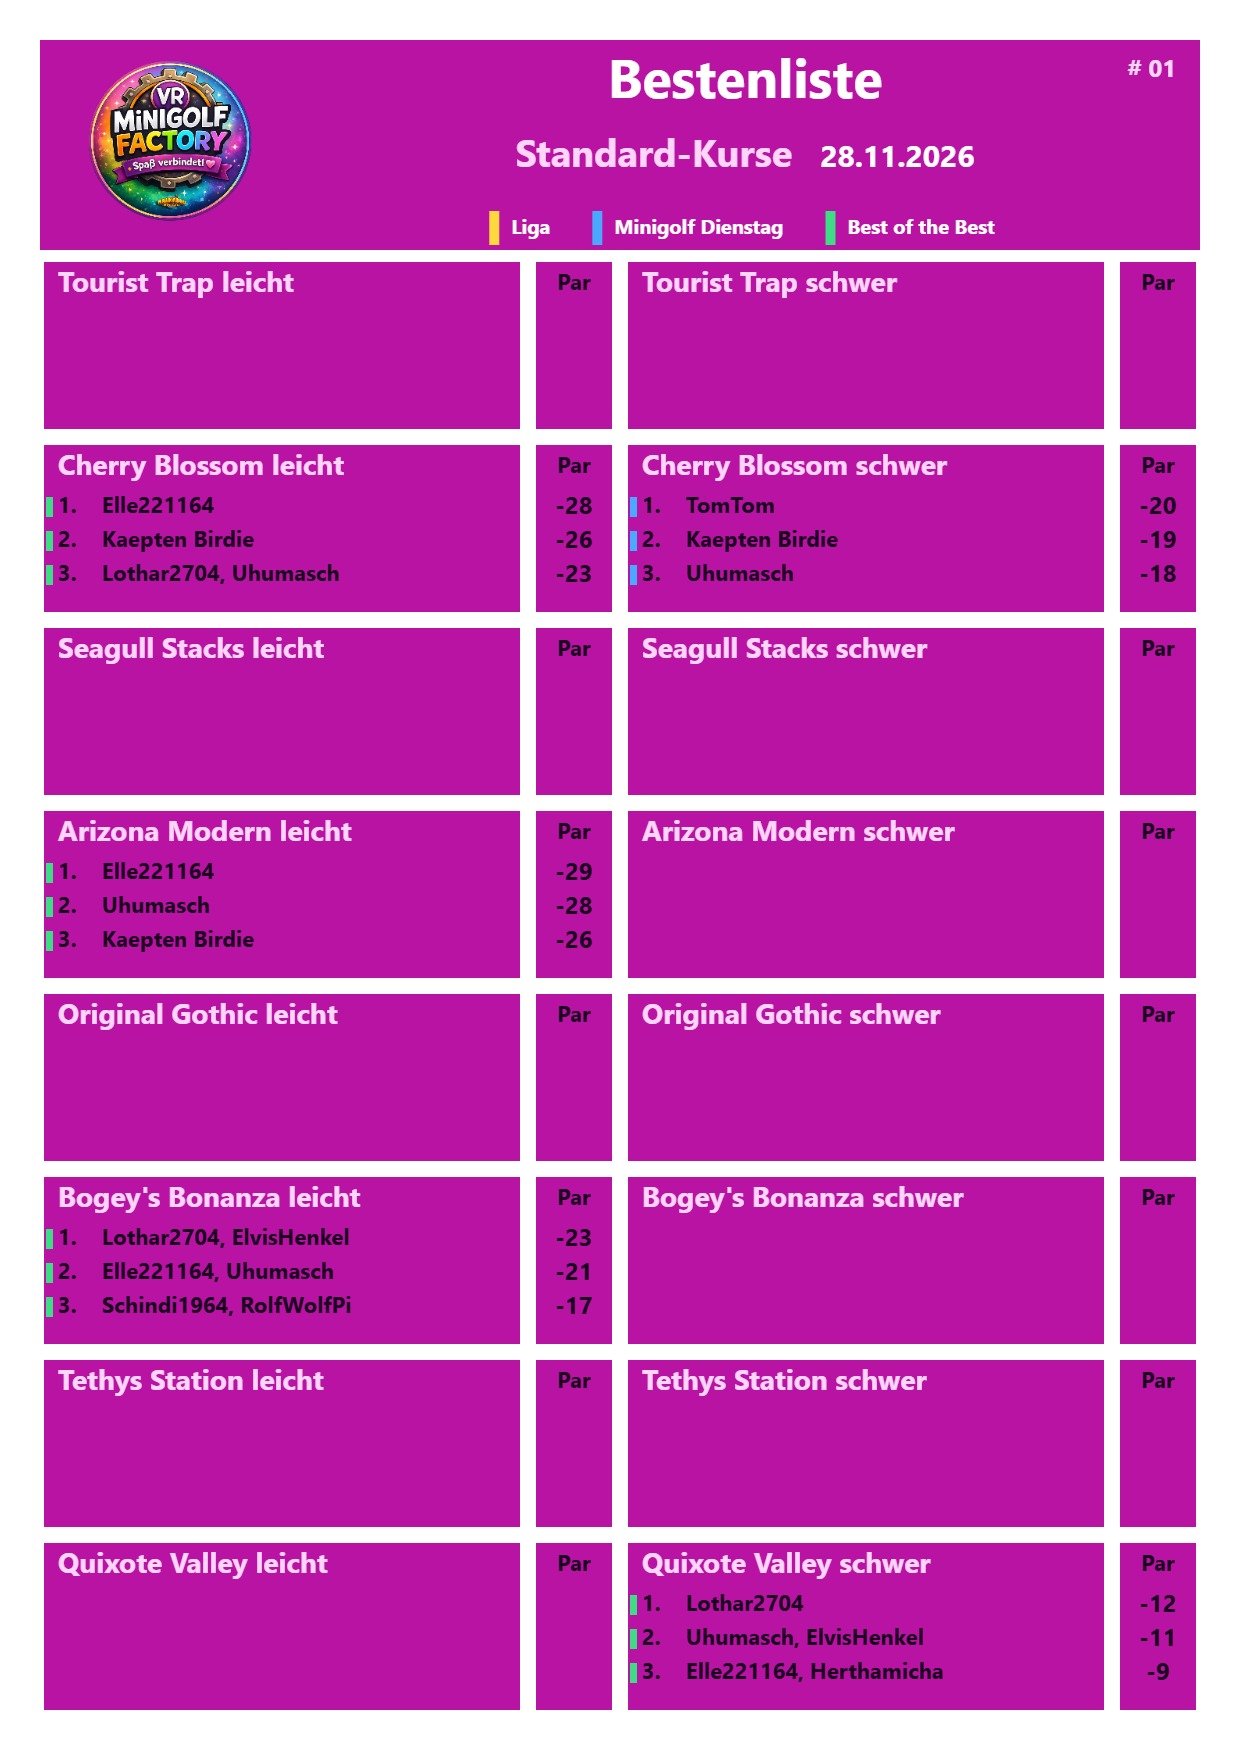 VR
MiNiGOLF
FACTORY
Spaß verbindet!
Bestenliste
# 01
Standard-Kurse 28.11.2026
Liga Minigolf Dienstag Best of the Best
Tourist Trap leicht Par Tourist Trap schwer Par
Cherry Blossom leicht Par Cherry Blossom schwer Par
1. Elle221164 -28 1. TomTom -20
2. Kaepten Birdie -26 2. Kaepten Birdie -19
3. Lothar2704, Uhumasch -23 3. Uhumasch -18
Seagull Stacks leicht Par Seagull Stacks schwer Par
Arizona Modern leicht Par Arizona Modern schwer Par
1. Elle221164 -29
2. Uhumasch -28
3. Kaepten Birdie -26
Original Gothic leicht Par Original Gothic schwer Par
Bogey's Bonanza leicht Par Bogey's Bonanza schwer Par
1. Lothar2704, ElvisHenkel -23
2. Elle221164, Uhumasch -21
3. Schindi1964, RolfWolfPi -17
Tethys Station leicht Par Tethys Station schwer Par
Quixote Valley leicht Par Quixote Valley schwer Par
1. Lothar2704 -12
2. Uhumasch, ElvisHenkel -11
3. Elle221164, Herthamicha -9